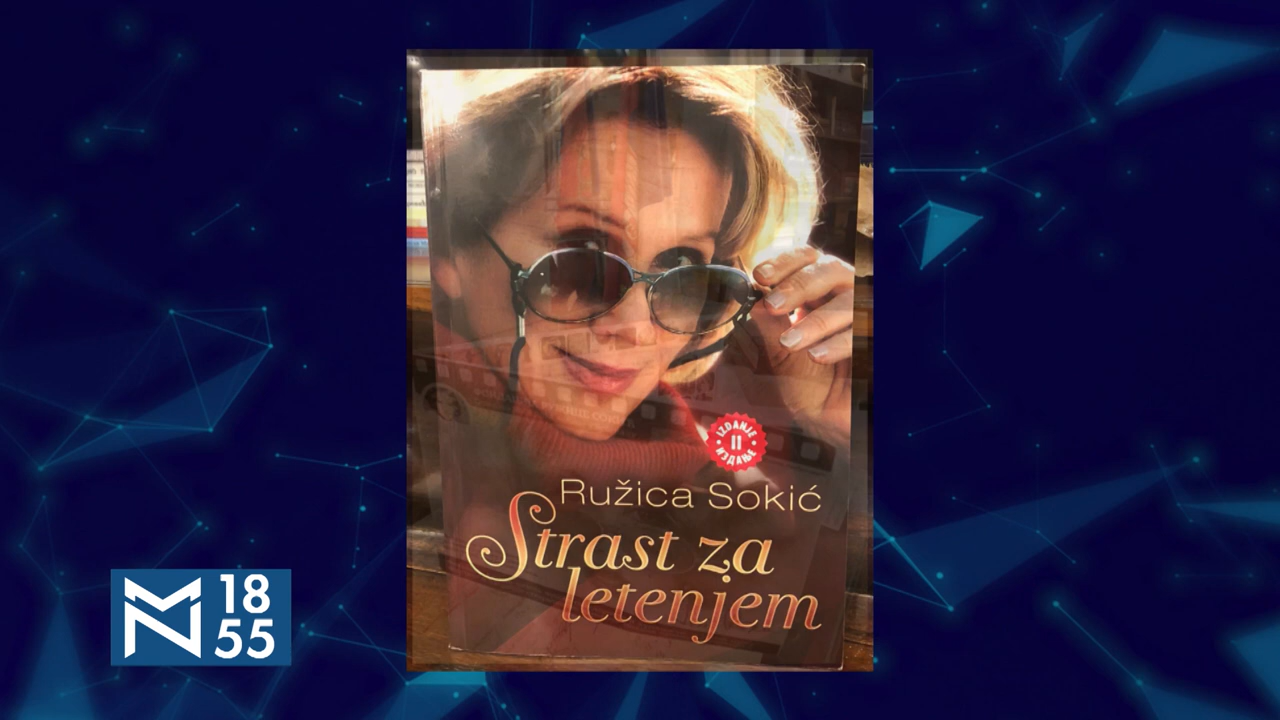 IZDANJE
II
ИЗДАЊЕ
Ružica Sokić
Strast za
letenjem
18
55